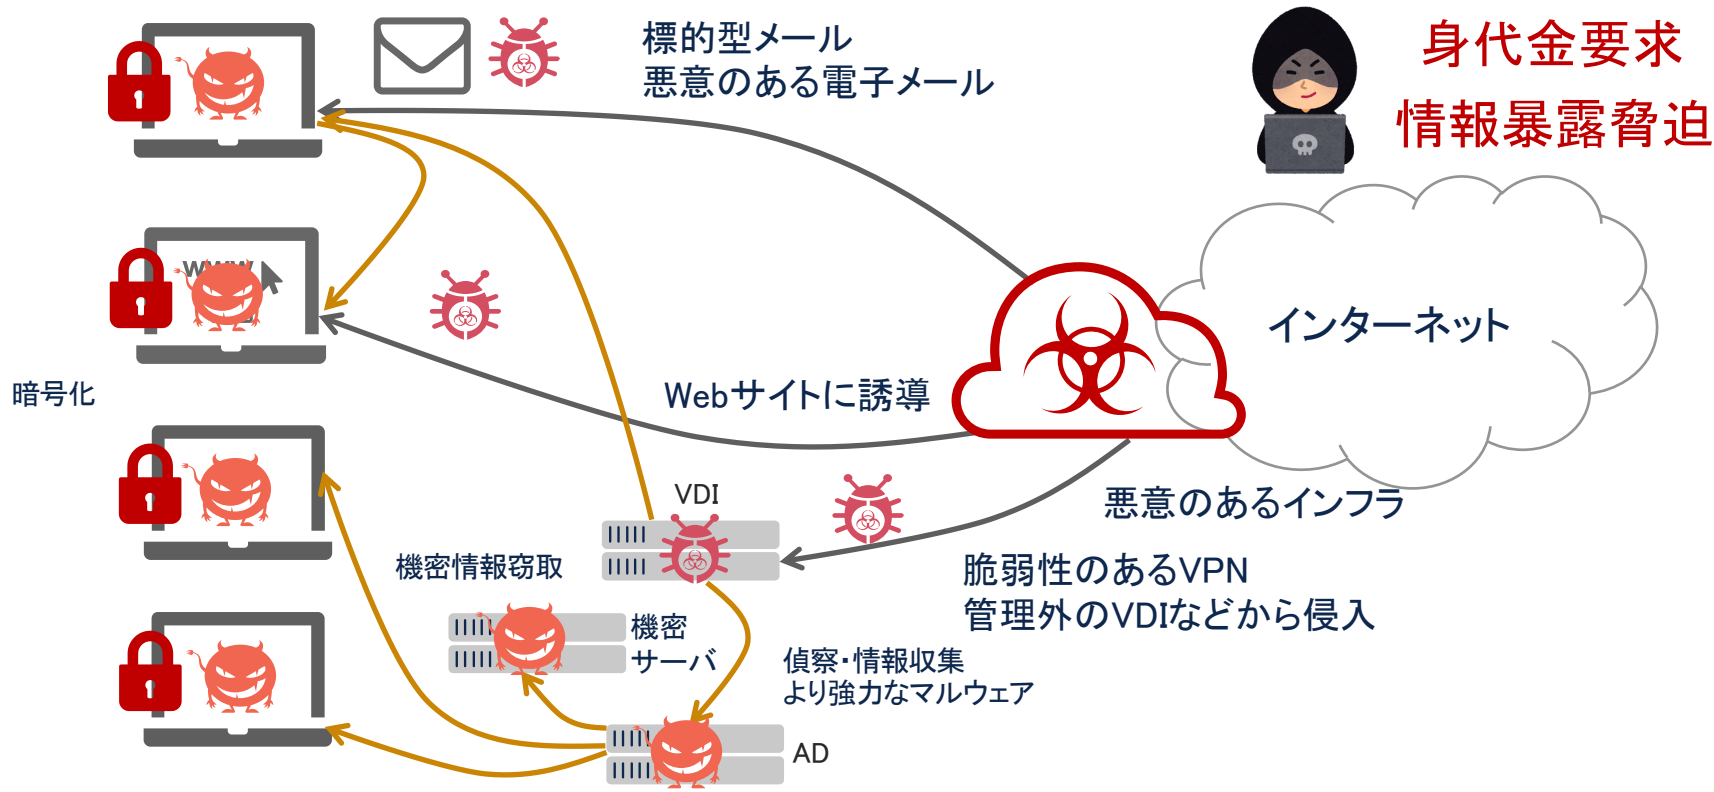 標的型メール
悪意のある電子メール
身代金要求
情報暴露脅迫
www
インターネット
Webサイトに誘導
暗号化
VDI
悪意のあるインフラ
機密情報窃取
脆弱性のあるVPN
管理外のVDIなどから侵入
機密
サーバ
偵察・情報収集
より強力なマルウェア
AD